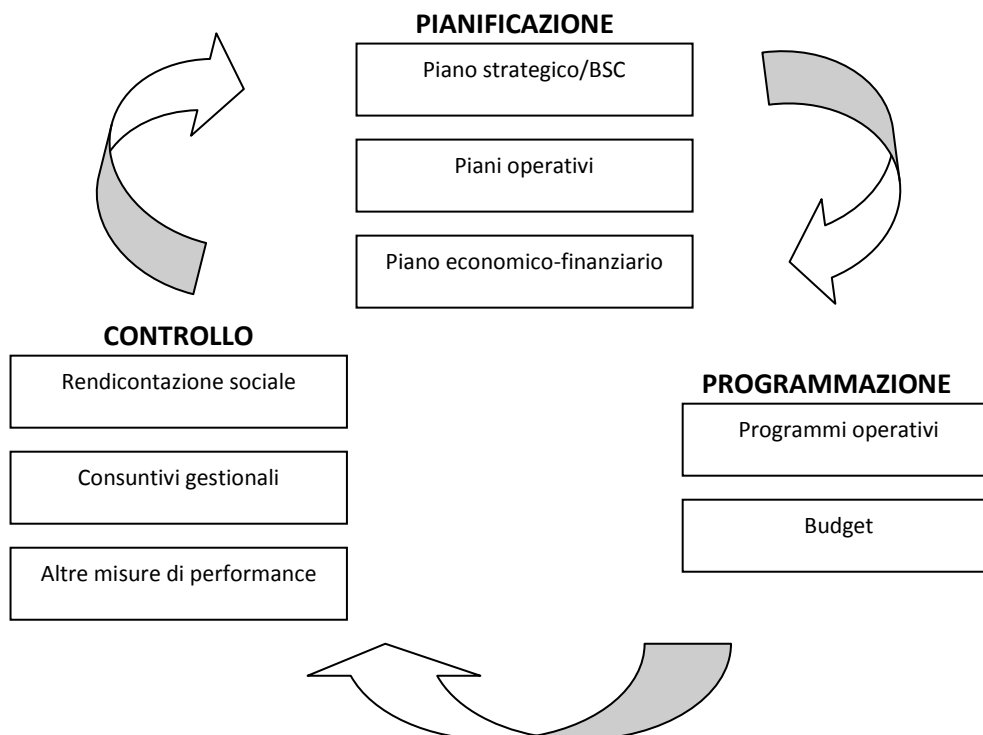 PIANIFICAZIONE
Piano strategico/BSC
Piani operativi
Piano economico-finanziario
CONTROLLO
Rendicontazione sociale
Consuntivi gestionali
Altre misure di performance
PROGRAMMAZIONE
Programmi operativi
Budget